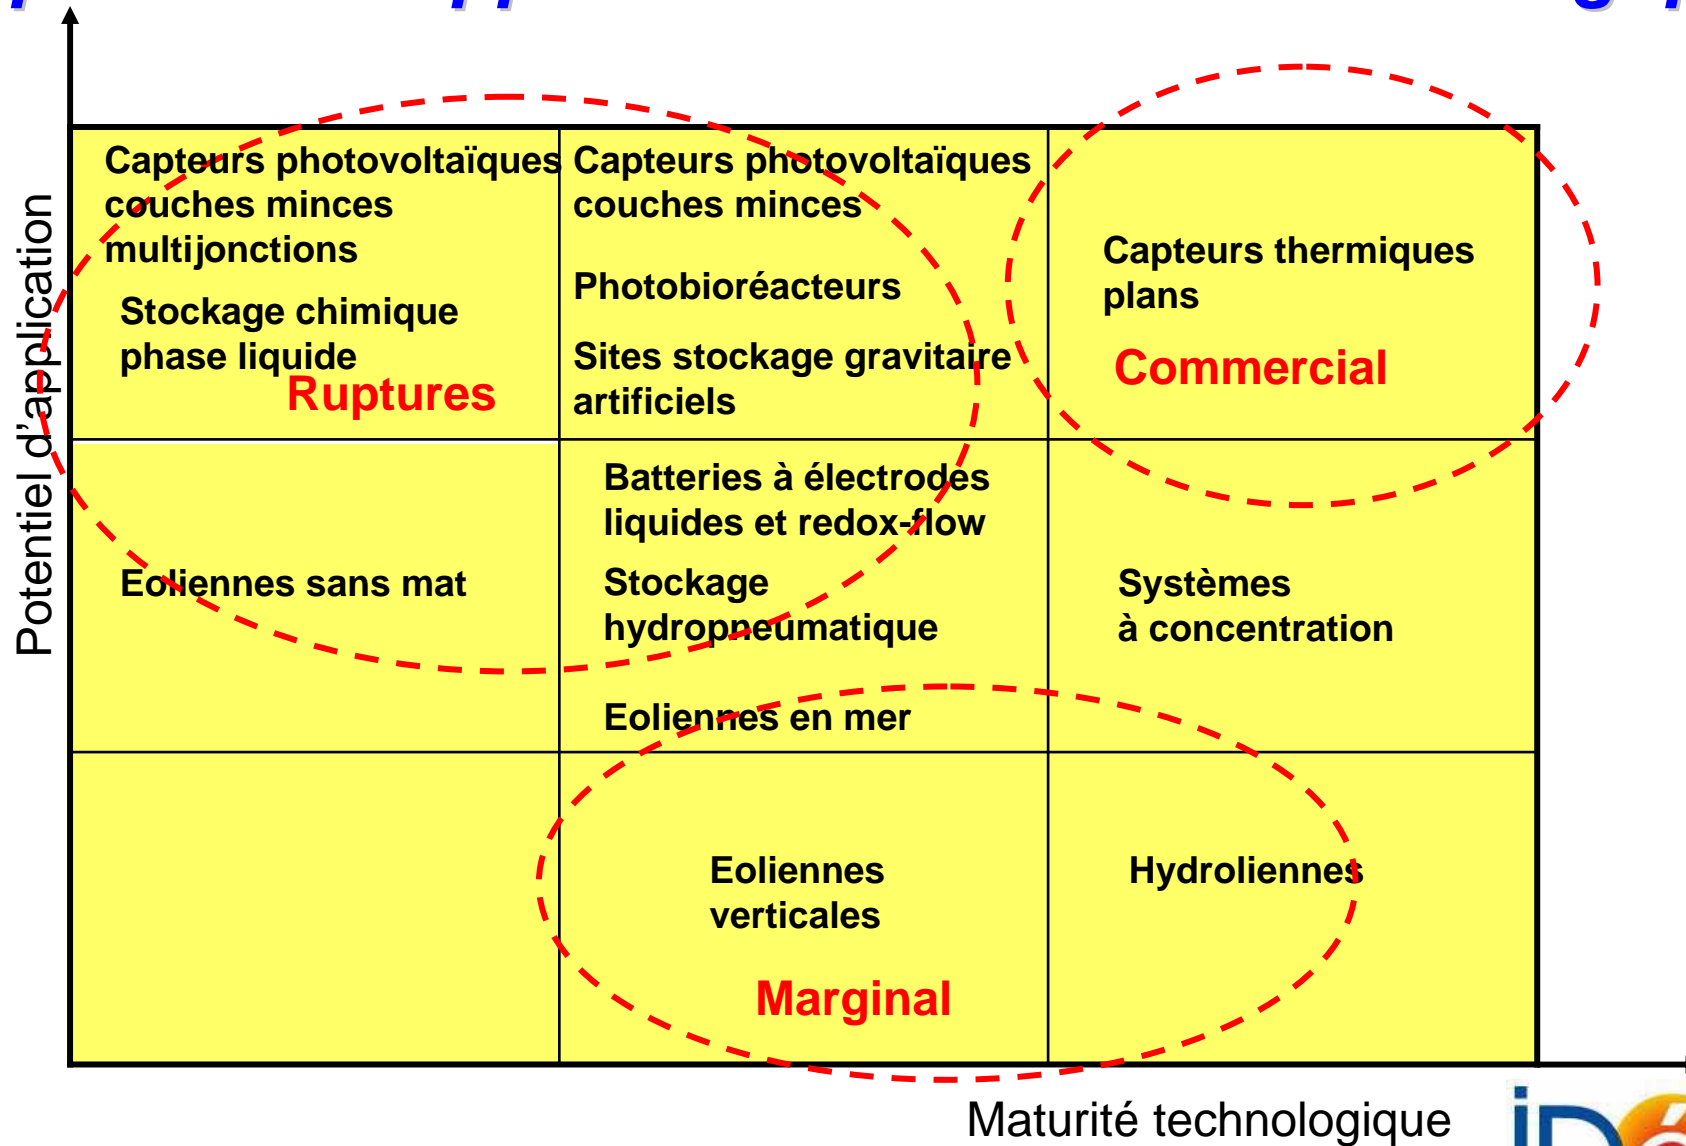 Capteurs photovoltaïques
couches minces
multijonctions
Stockage chimique
phase liquide
Ruptures
Capteurs photovoltaïques
couches minces
Photobioréacteurs
Sites stockage gravitaire
artificiels
Capteurs thermiques
plans
Commercial
Potentiel d’application
Eoliennes sans mat
Batteries à électrodes
liquides et redox-flow
Stockage
hydropneumatique
Eoliennes en mer
Systèmes
à concentration
Eoliennes
verticales
Marginal
Hydroliennes
Maturité technologique